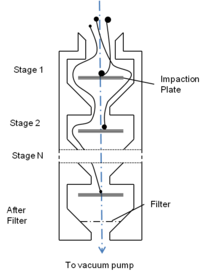 Stage 1
Impaction
Plate
Stage 2
Stage N
After
Filter
Filter
To vacuum pump